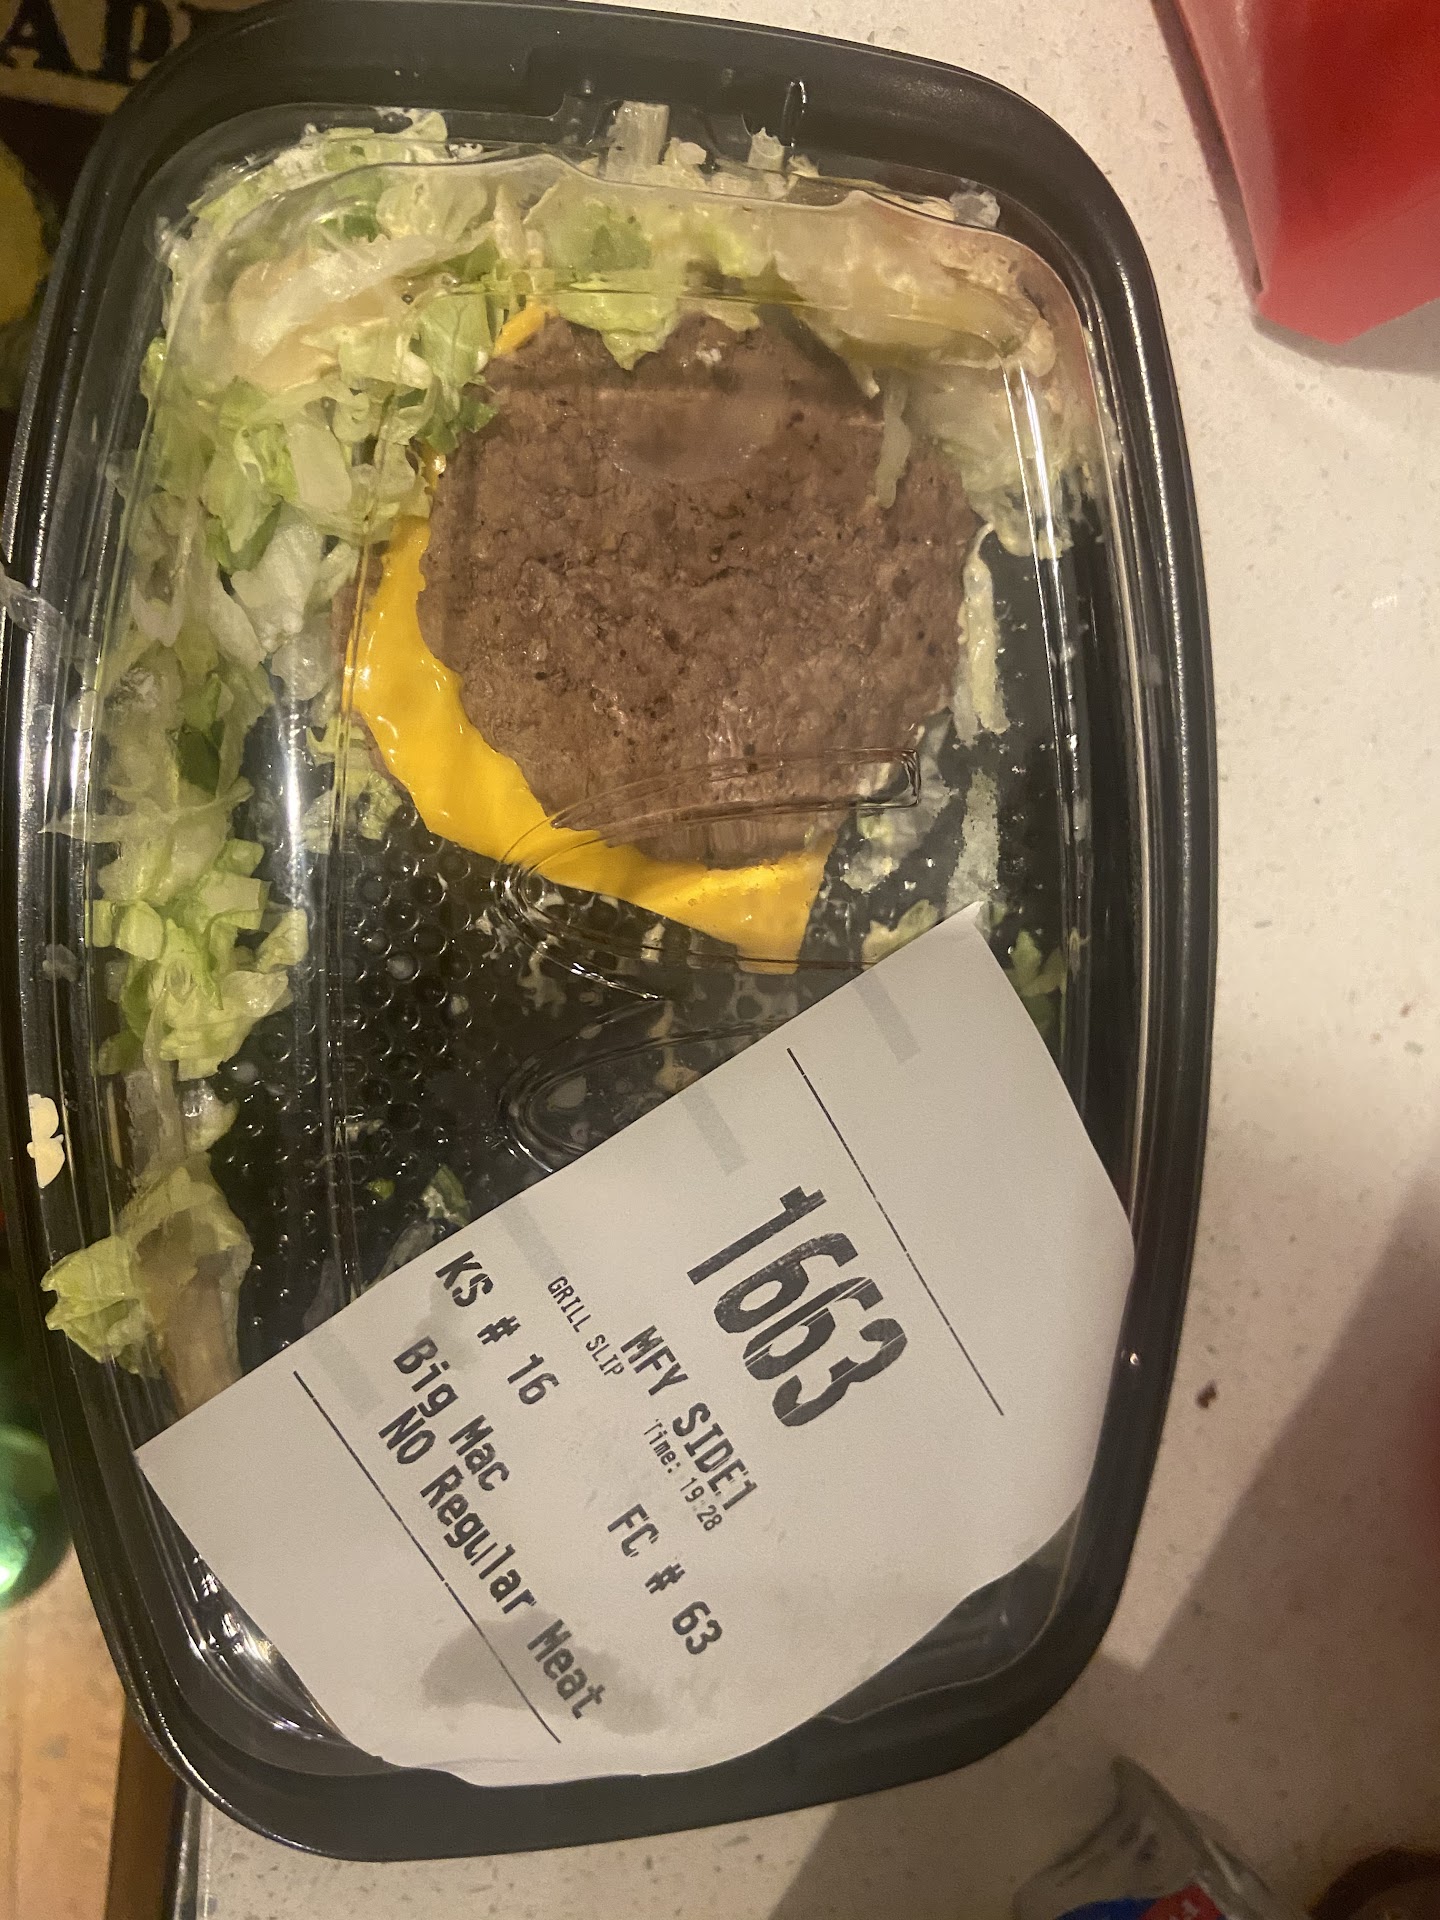 1663
MFY SIDE1
Time: 19:28
GRILL SLIP
KS # 16 FC # 63
Big Mac
NO Regular Meat